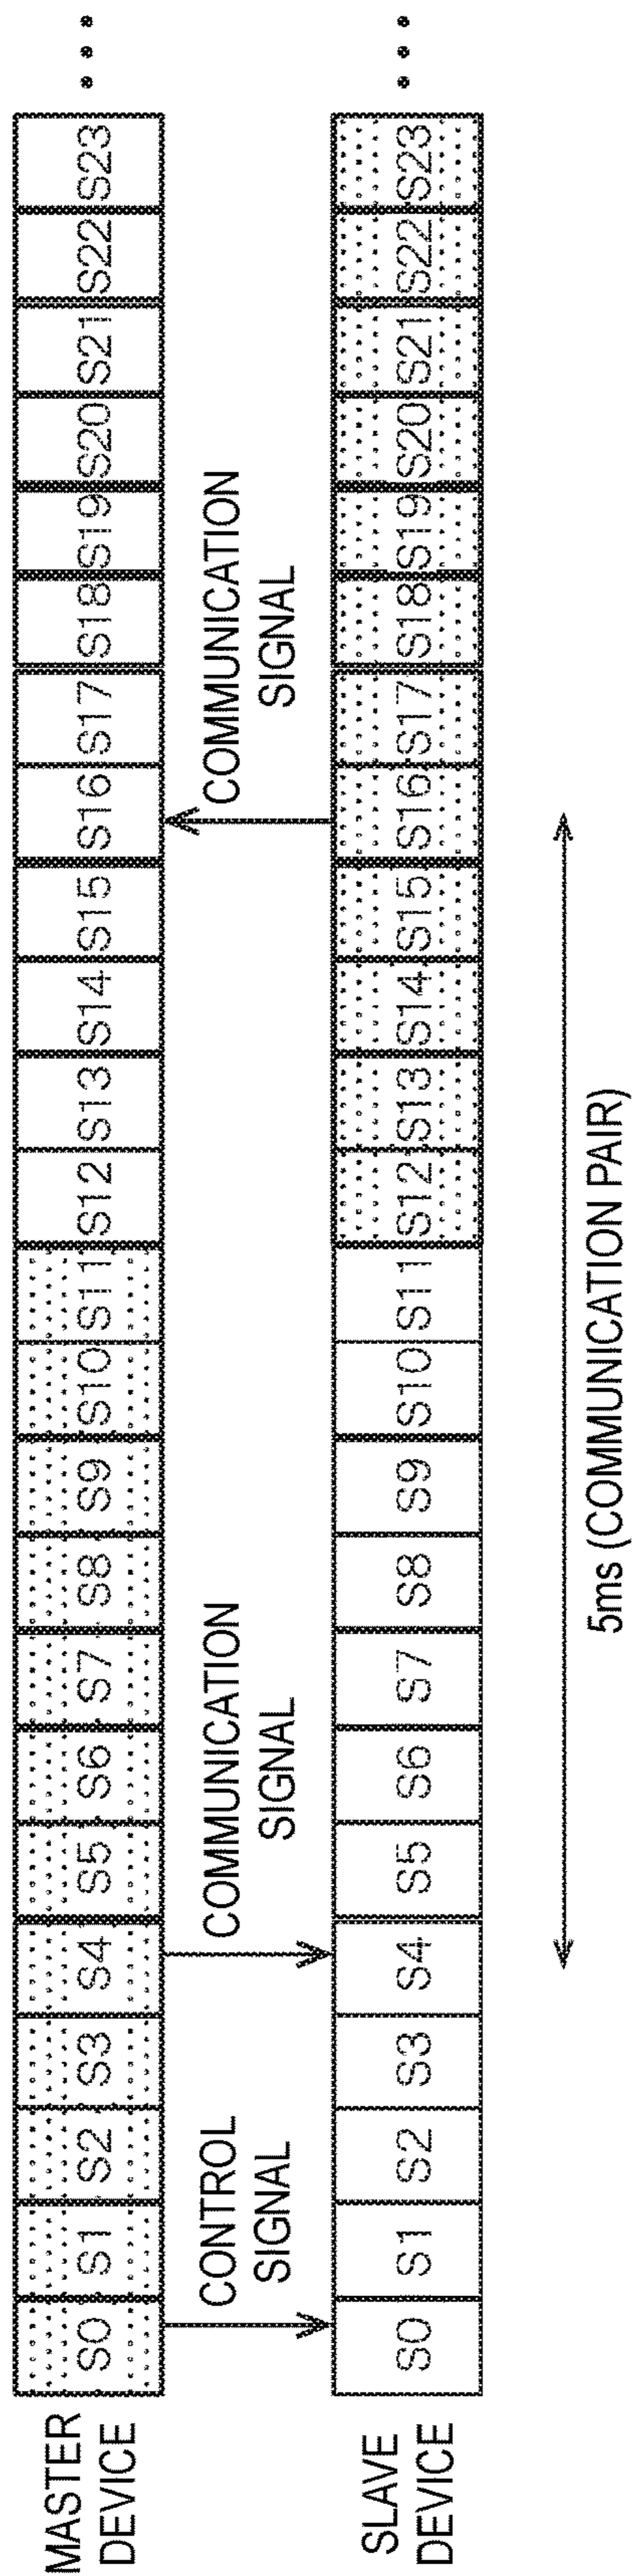 MASTER
DEVICE
S0 S1 S2 S3 S4 S5 S6 S7 S8 S9 S10 S11 S12 S13 S14 S15 S16 S17 S18 S19 S20 S21 S22 S23
CONTROL
SIGNAL
COMMUNICATION
SIGNAL
COMMUNICATION
SIGNAL
SLAVE
DEVICE
S0 S1 S2 S3 S4 S5 S6 S7 S8 S9 S10 S11 S12 S13 S14 S15 S16 S17 S18 S19 S20 S21 S22 S23
5ms (COMMUNICATION PAIR)